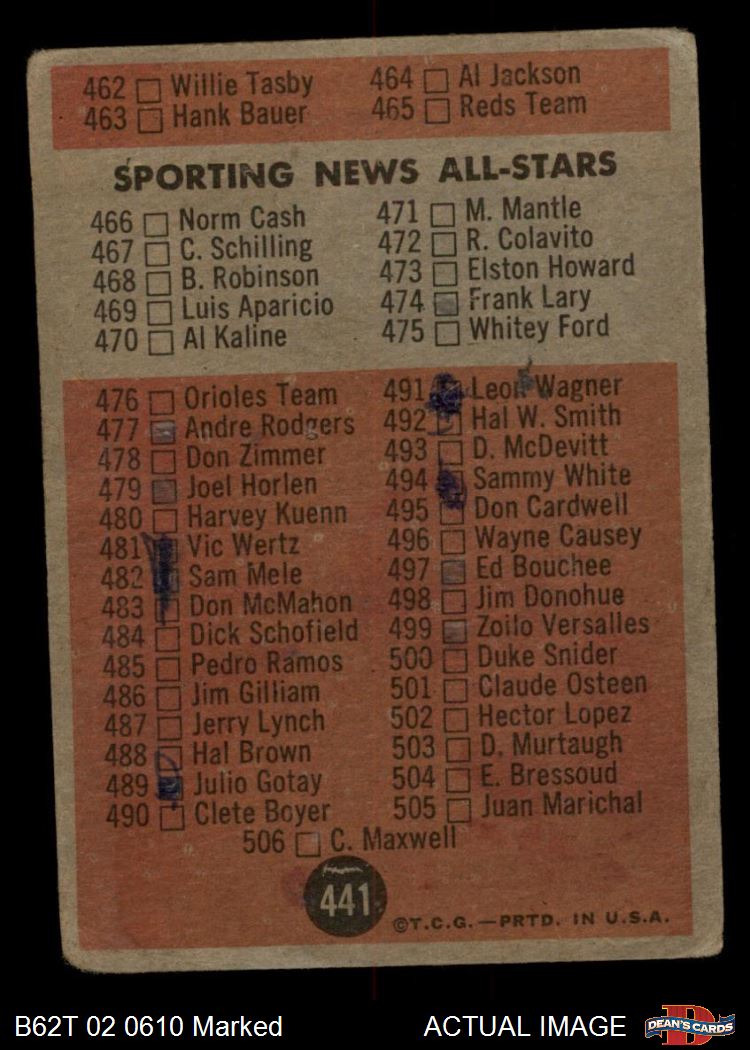 462 Willie Tasby
463 Hank Bauer
464 Al Jackson
465 Reds Team
SPORTING NEWS ALL-STARS
466 Norm Cash
467 C. Schilling
468 B. Robinson
469 Luis Aparicio
470 Al Kaline
471 M. Mantle
472 R. Colavito
473 Elston Howard
474 Frank Lary
475 Whitey Ford
476 Orioles Team
477 Andre Rodgers
478 Don Zimmer
479 Joel Horlen
480 Harvey Kuenn
481 Vic Wertz
482 Sam Mele
483 Don McMahon
484 Dick Schofield
485 Pedro Ramos
486 Jim Gilliam
487 Jerry Lynch
488 Hal Brown
489 Julio Gotay
490 Clete Boyer
491 Leon Wagner
492 Hal W. Smith
493 D. McDevitt
494 Sammy White
495 Don Cardwell
496 Wayne Causey
497 Ed Bouchee
498 Jim Donohue
499 Zoilo Versalles
500 Duke Snider
501 Claude Osteen
502 Hector Lopez
503 D. Murtaugh
504 E. Bressoud
505 Juan Marichal
506 C. Maxwell
441
©T.C.G.—PRTD. IN U.S.A.
B62T 02 0610 Marked
ACTUAL IMAGE
DEAN'S CARDS